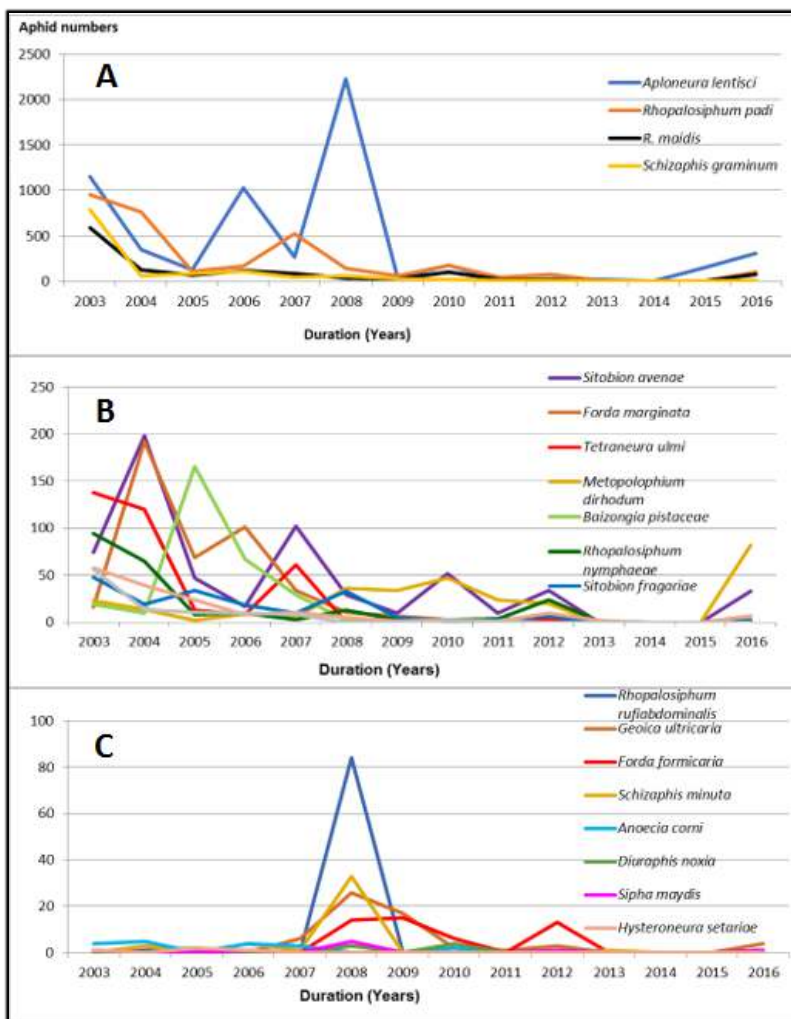 Aphid numbers
A
2500
2000
1500
1000
500
0
Aploneura lentisci
Rhopalosiphum padi
R. maidis
Schizaphis graminum
2003 2004 2005 2006 2007 2008 2009 2010 2011 2012 2013 2014 2015 2016
Duration (Years)
B
250
200
150
100
50
0
Sitobion avenae
Forda marginata
Tetraneura ulmi
Metopolophium
dirhodum
Baizongia pistaceae
Rhopalosiphum
nymphaeae
Sitobion fragariae
2003 2004 2005 2006 2007 2008 2009 2010 2011 2012 2013 2014 2015 2016
Duration (Years)
C
100
80
60
40
20
0
Rhopalosiphum
rufiabdominalis
Geoica ultricaria
Forda formicaria
Schizaphis minuta
Anoecia corni
Diuraphis noxia
Sipha maydis
Hysteroneura setariae
2003 2004 2005 2006 2007 2008 2009 2010 2011 2012 2013 2014 2015 2016
Duration (Years)